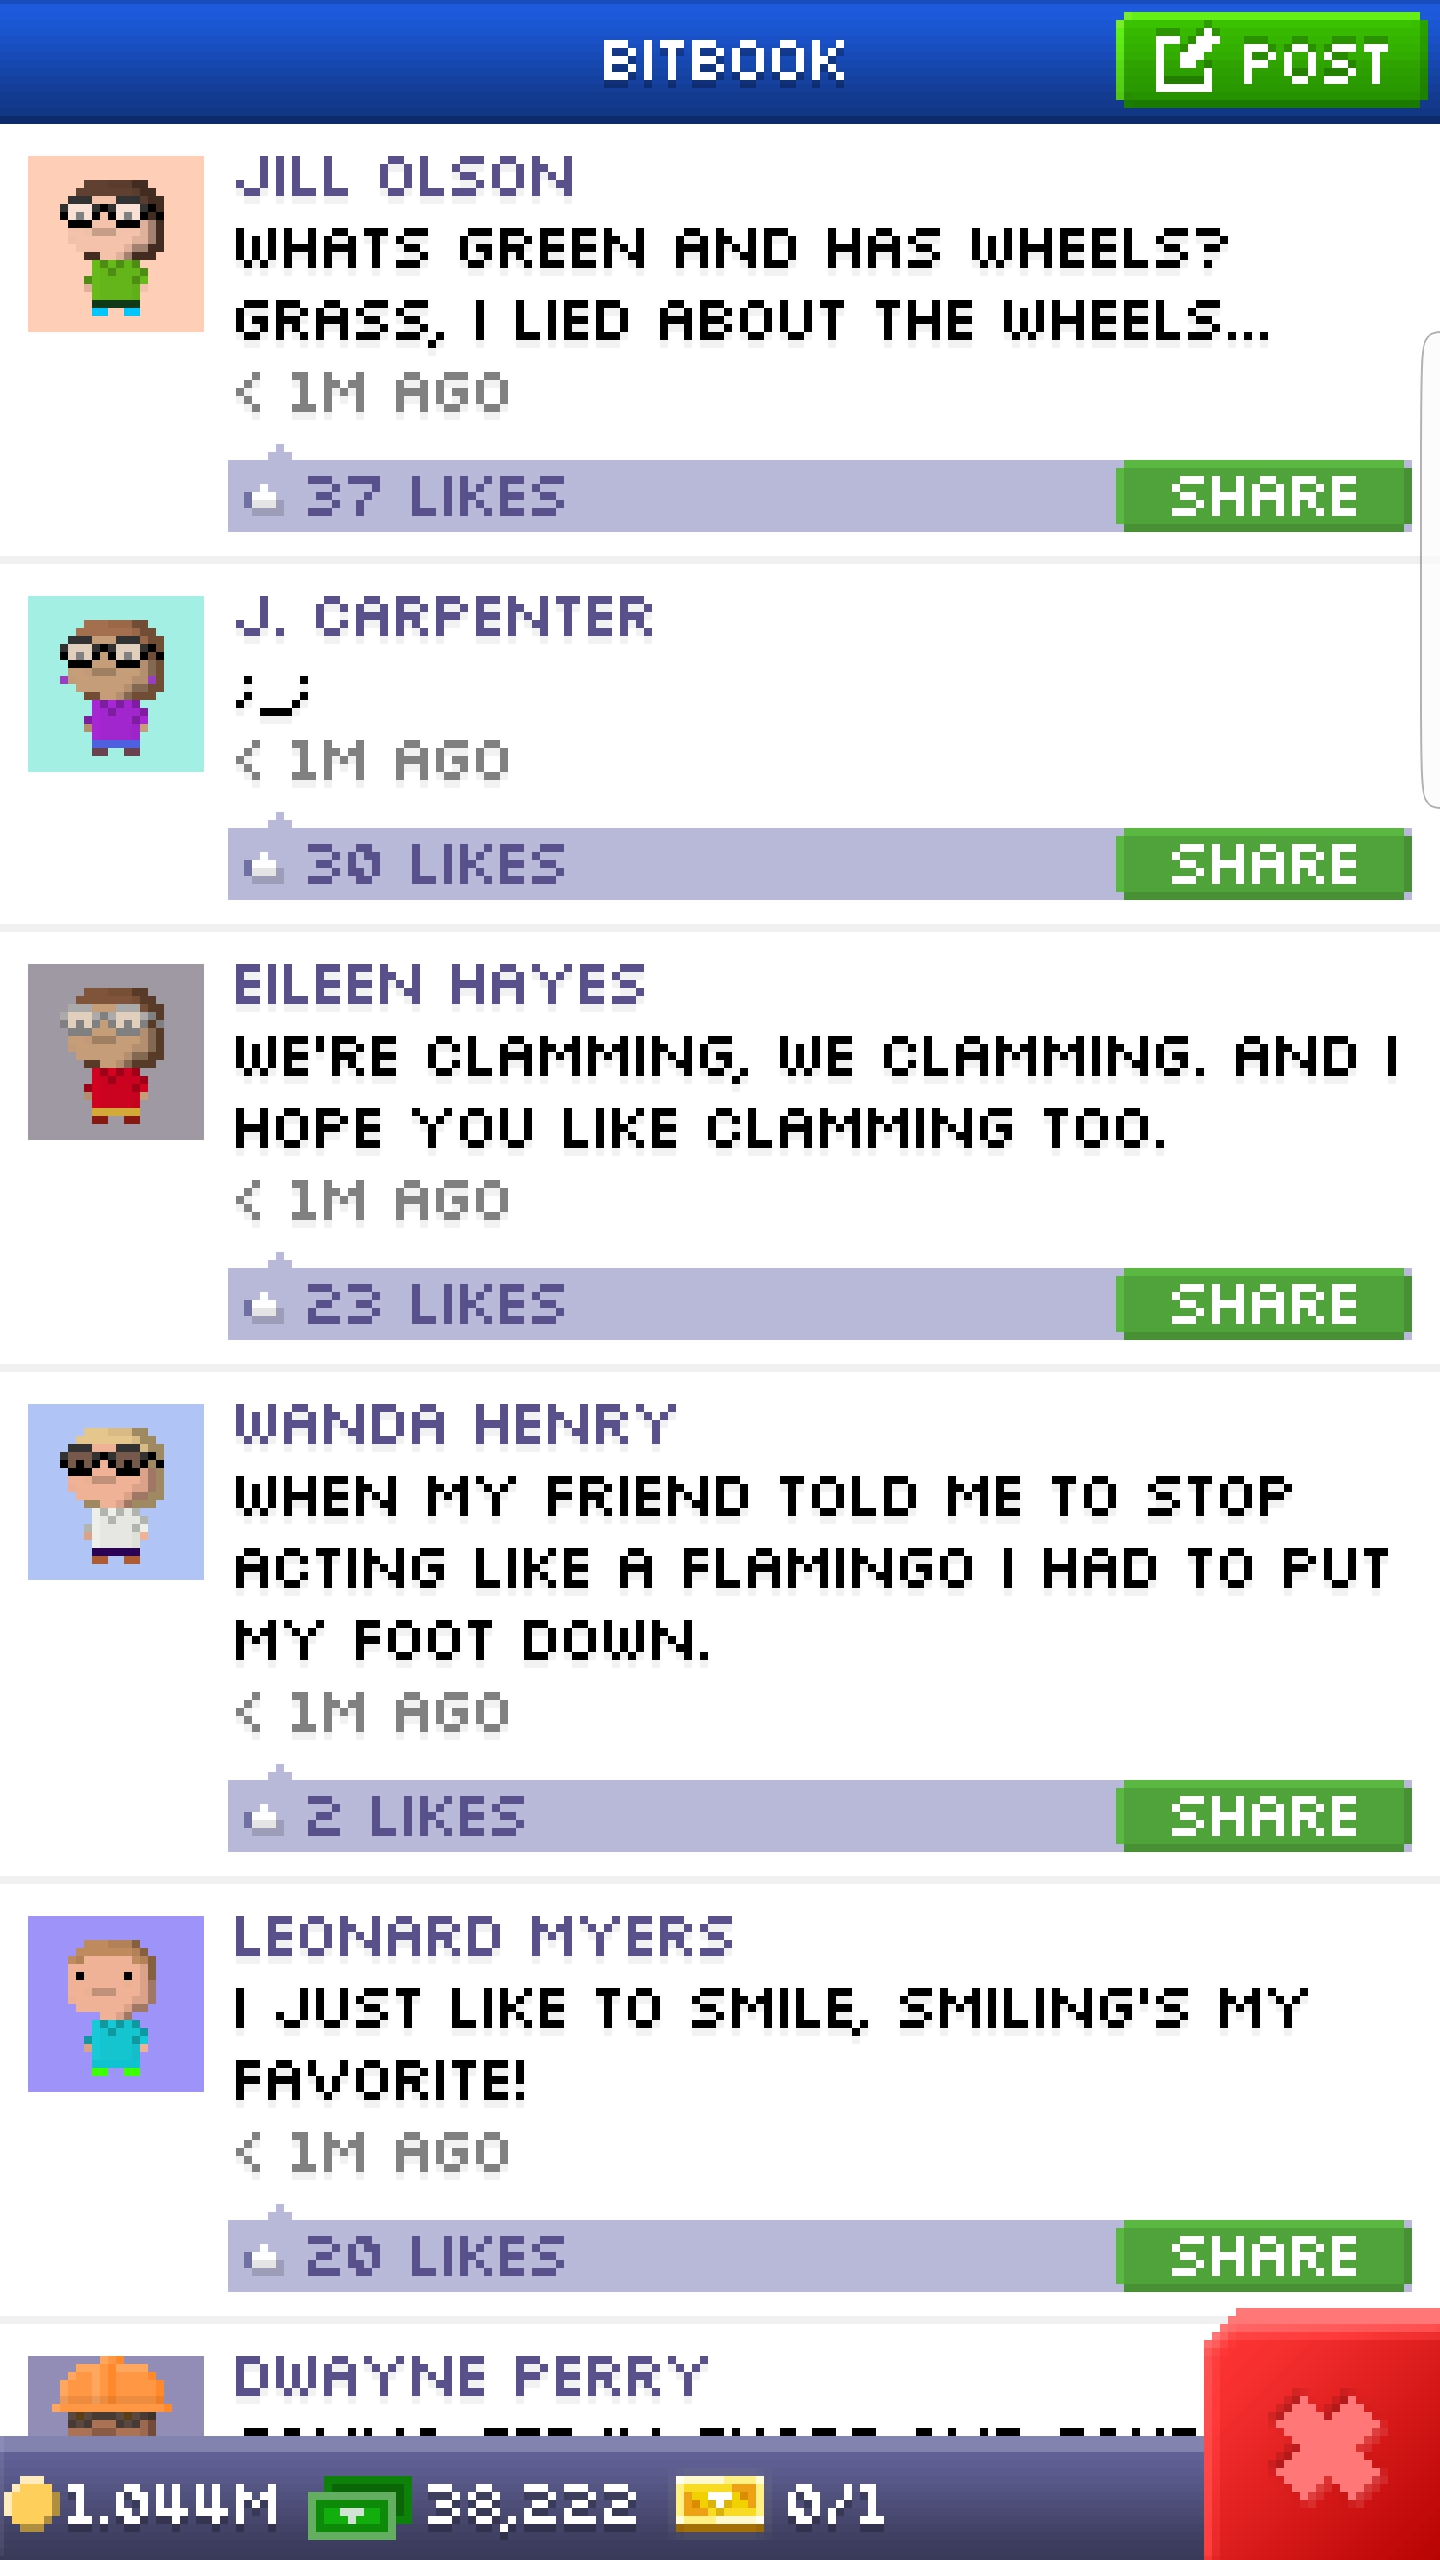 BITBOOK
POST
JILL OLSON
WHATS GREEN AND HAS WHEELS?
GRASS, I LIED ABOUT THE WHEELS...
< 1M AGO
37 LIKES
SHARE
J. CARPENTER
;_;
< 1M AGO
30 LIKES
SHARE
EILEEN HAYES
WE'RE CLAMMING, WE CLAMMING. AND I
HOPE YOU LIKE CLAMMING TOO.
< 1M AGO
23 LIKES
SHARE
WANDA HENRY
WHEN MY FRIEND TOLD ME TO STOP
ACTING LIKE A FLAMINGO I HAD TO PUT
MY FOOT DOWN.
< 1M AGO
2 LIKES
SHARE
LEONARD MYERS
I JUST LIKE TO SMILE, SMILING'S MY
FAVORITE!
< 1M AGO
20 LIKES
SHARE
DWAYNE PERRY
1.044M
38,222
0/1